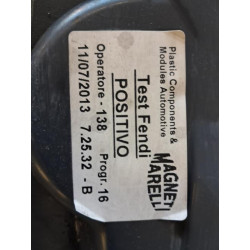 Plastic Components &
Modules Automotive
MAGNETI
MARELLI
Test Fendi
POSITIVO
Operatore - 138 Progr. 16
11/07/2013 7.25.32 - B